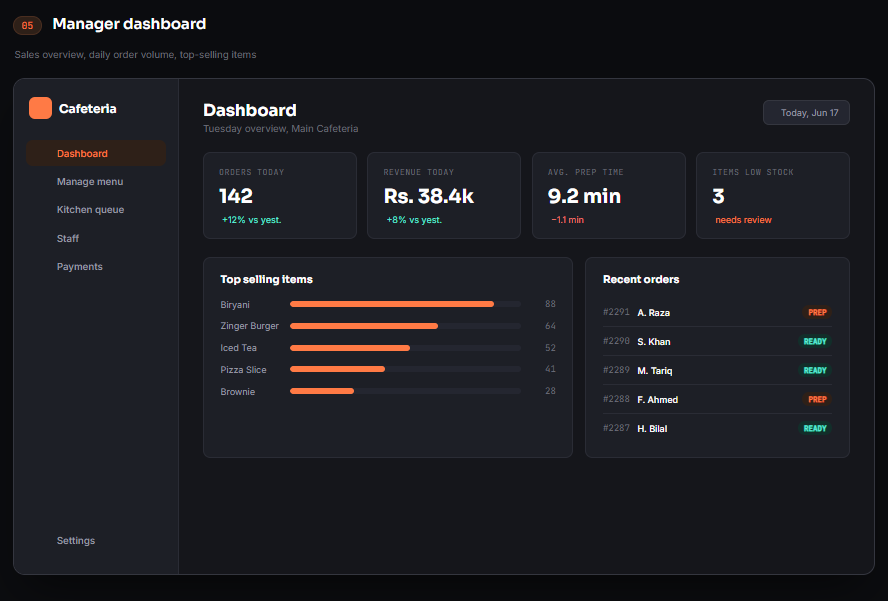 05 Manager dashboard
Sales overview, daily order volume, top-selling items
Cafeteria
Dashboard
Manage menu
Kitchen queue
Staff
Payments
Settings
Dashboard
Tuesday overview, Main Cafeteria
Today, Jun 17
ORDERS TODAY
142
+12% vs yest.
REVENUE TODAY
Rs. 38.4k
+8% vs yest.
AVG. PREP TIME
9.2 min
−1.1 min
ITEMS LOW STOCK
3
needs review
Top selling items
Biryani 88
Zinger Burger 64
Iced Tea 52
Pizza Slice 41
Brownie 28
Recent orders
#2291 A. Raza PREP
#2290 S. Khan READY
#2289 M. Tariq READY
#2288 F. Ahmed PREP
#2287 H. Bilal READY